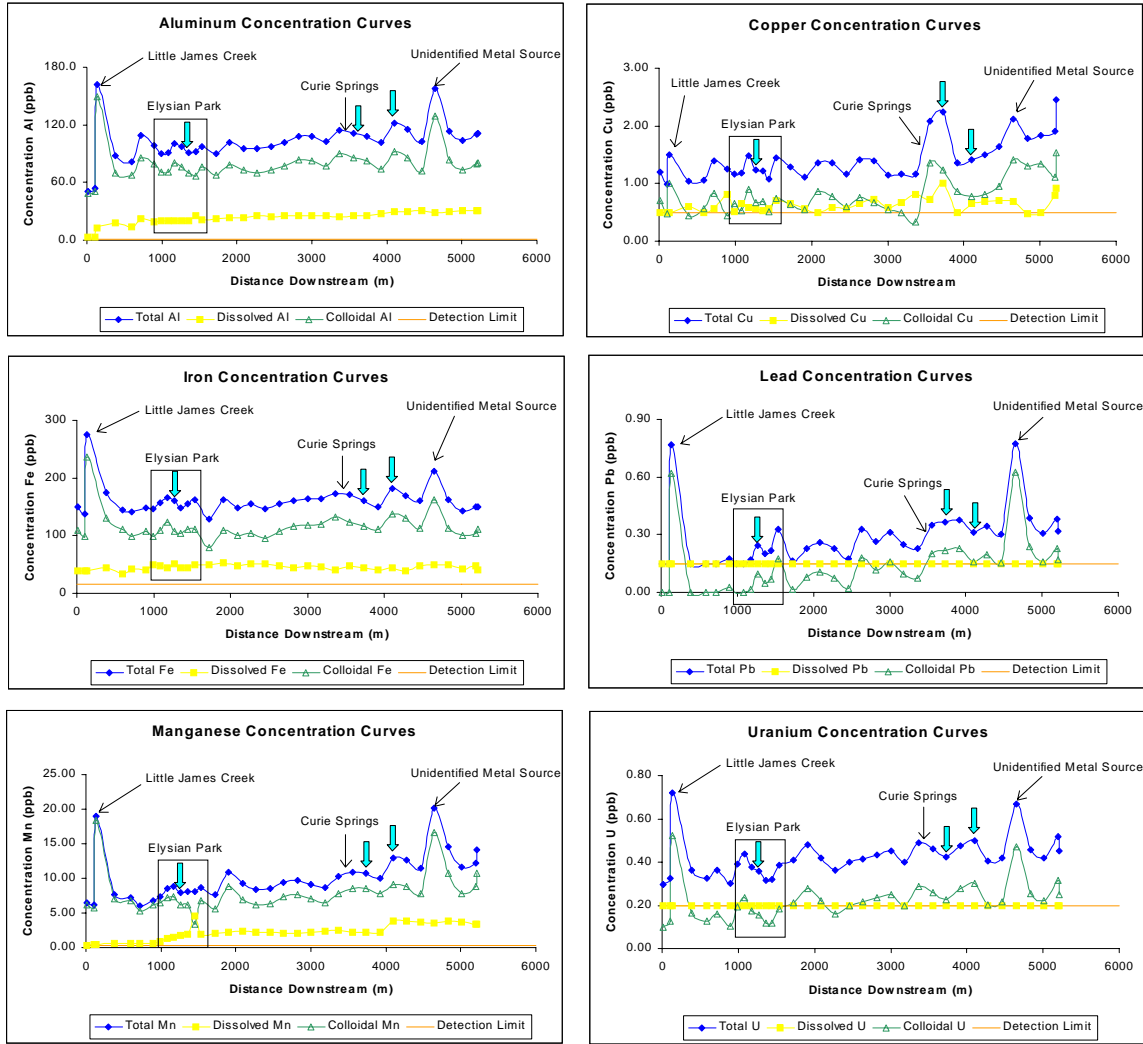 Aluminum Concentration Curves
Concentration Al (ppb)
180.0
120.0
60.0
0.0
Little James Creek
Elysian Park
Curie Springs
Unidentified Metal Source
0 1000 2000 3000 4000 5000 6000
Distance Downstream (m)
Total Al Dissolved Al Colloidal Al Detection Limit
Copper Concentration Curves
Concentration Cu (ppb)
3.00
2.00
1.00
0.00
Little James Creek
Elysian Park
Curie Springs
Unidentified Metal Source
0 1000 2000 3000 4000 5000 6000
Distance Downstream
Total Cu Dissolved Cu Colloidal Cu Detection Limit
Iron Concentration Curves
Concentration Fe (ppb)
300
200
100
0
Little James Creek
Elysian Park
Curie Springs
Unidentified Metal Source
0 1000 2000 3000 4000 5000 6000
Distance Downstream (m)
Total Fe Dissolved Fe Colloidal Fe Detection Limit
Lead Concentration Curves
Concentration Pb (ppb)
0.90
0.60
0.30
0.00
Little James Creek
Elysian Park
Curie Springs
Unidentified Metal Source
0 1000 2000 3000 4000 5000 6000
Distance Downstream (m)
Total Pb Dissolved Pb Colloidal Pb Detection Limit
Manganese Concentration Curves
Concentration Mn (ppb)
25.00
20.00
15.00
10.00
5.00
0.00
Little James Creek
Elysian Park
Curie Springs
Unidentified Metal Source
0 1000 2000 3000 4000 5000 6000
Distance Downstream (m)
Total Mn Dissolved Mn Colloidal Mn Detection Limit
Uranium Concentration Curves
Concentration U (ppb)
0.80
0.60
0.40
0.20
0.00
Little James Creek
Elysian Park
Curie Springs
Unidentified Metal Source
0 1000 2000 3000 4000 5000 6000
Distance Downstream (m)
Total U Dissolved U Colloidal U Detection Limit